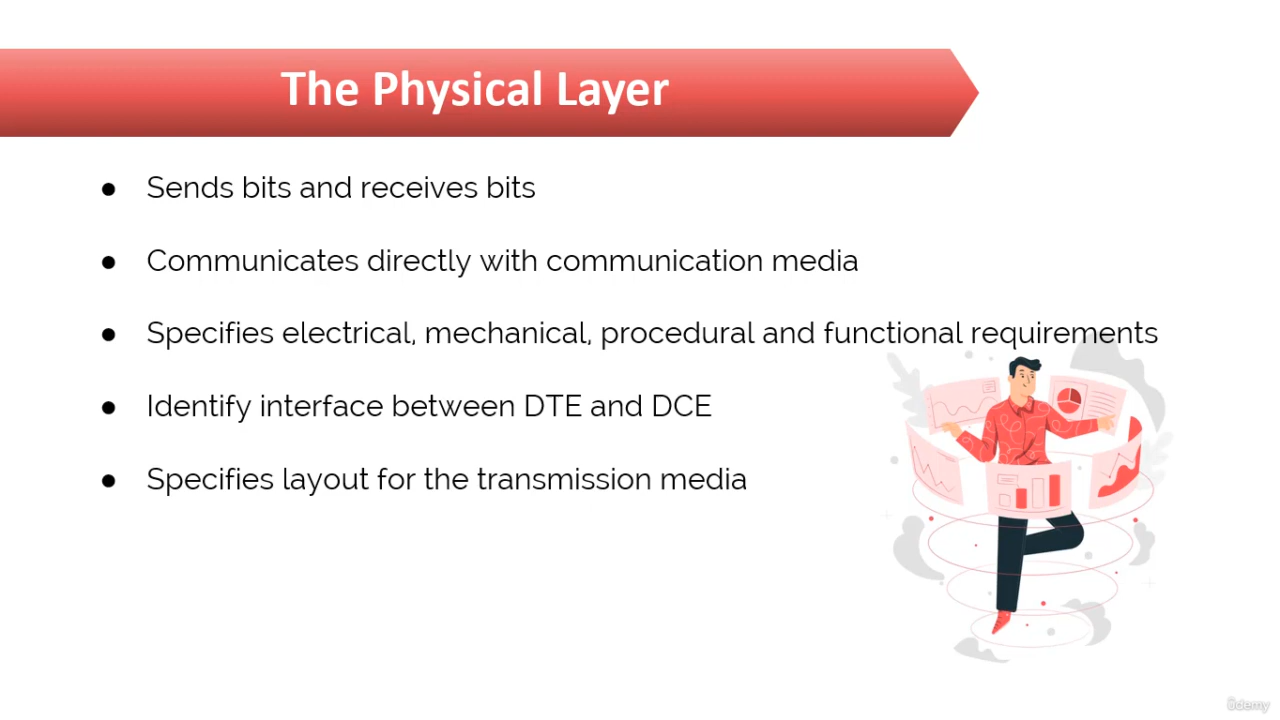 The Physical Layer
● Sends bits and receives bits
● Communicates directly with communication media
● Specifies electrical, mechanical, procedural and functional requirements
● Identify interface between DTE and DCE
● Specifies layout for the transmission media
ûdemy